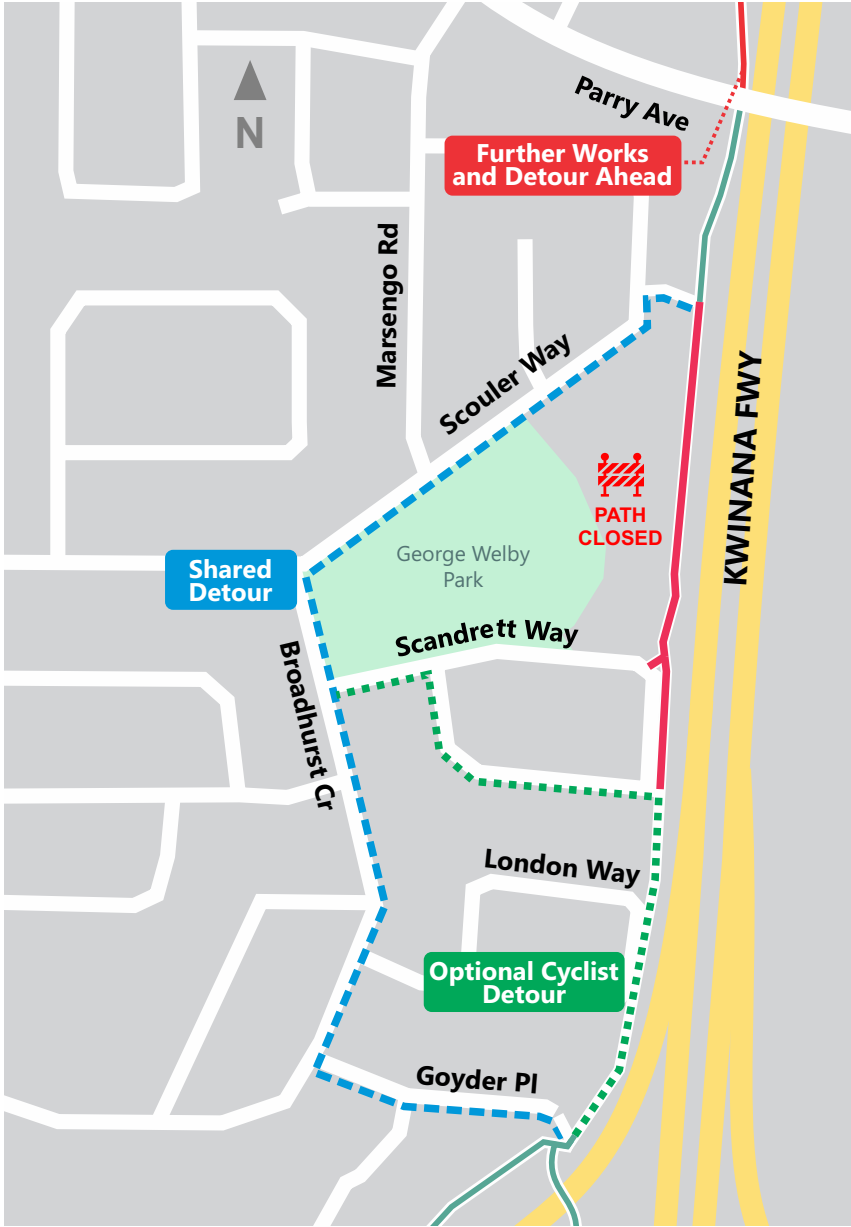 Parry Ave
N
Further Works
and Detour Ahead
Marsengo Rd
Scouler Way
KWINANA FWY
PATH
CLOSED
George Welby
Park
Shared
Detour
Scandrett Way
Broadhurst Cr
London Way
Optional Cyclist
Detour
Goyder Pl